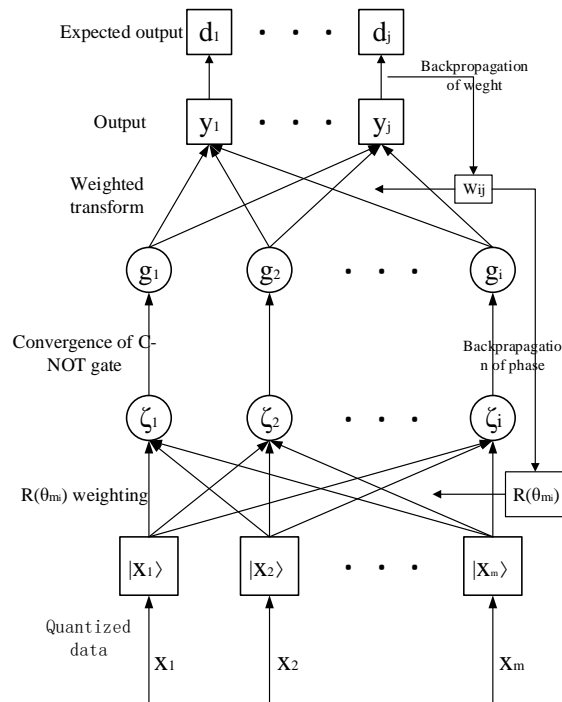 Expected output
d1 · · · dj
Backpropagation
of weght
Output
y1 · · · yj
Weighted
transform
Wij
g1 g2 · · · gi
Convergence of C-
NOT gate
Backprapagatio
n of phase
ζ1 ζ2 · · · ζi
R(θmi) weighting
R(θmi)
|X1⟩ |X2⟩ · · · |Xm⟩
Quantized
data
X1 X2 Xm